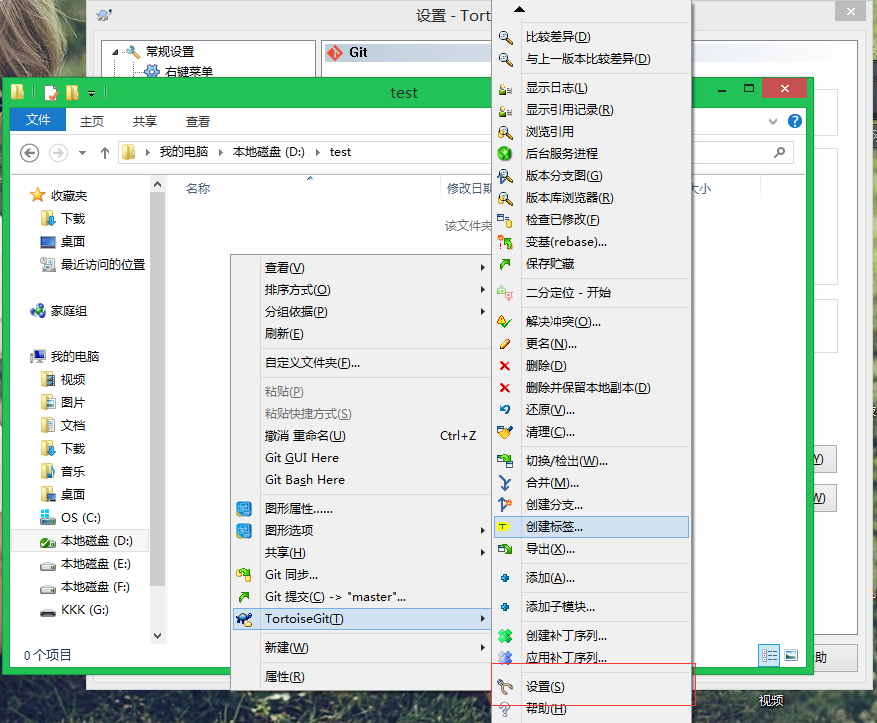 设置 - Tort
常规设置
右键菜单
Git
test
文件
主页
共享
查看
我的电脑
本地磁盘 (D:)
test
名称
修改日期
大小
该文件夹
收藏夹
下载
桌面
最近访问的位置
家庭组
我的电脑
视频
图片
文档
下载
音乐
桌面
OS (C:)
本地磁盘 (D:)
本地磁盘 (E:)
本地磁盘 (F:)
KKK (G:)
0 个项目
查看(V)
排序方式(O)
分组依据(P)
刷新(E)
自定义文件夹(F)...
粘贴(P)
粘贴快捷方式(S)
撤消 重命名(U) Ctrl+Z
Git GUI Here
Git Bash Here
图形属性......
图形选项
共享(H)
Git 同步...
Git 提交(C) -> "master"...
TortoiseGit(T)
新建(W)
属性(R)
比较差异(D)
与上一版本比较差异(D)
显示日志(L)
显示引用记录(R)
浏览引用
后台服务进程
版本分支图(G)
版本库浏览器(R)
检查已修改(F)
变基(rebase)...
保存贮藏
二分定位 - 开始
解决冲突(O)...
更名(N)...
删除(D)
删除并保留本地副本(D)
还原(V)...
清理(C)...
切换/检出(W)...
合并(M)...
创建分支...
创建标签...
导出(X)...
添加(A)...
添加子模块...
创建补丁序列...
应用补丁序列...
设置(S)
帮助(H)
Y)
W)
助
视频